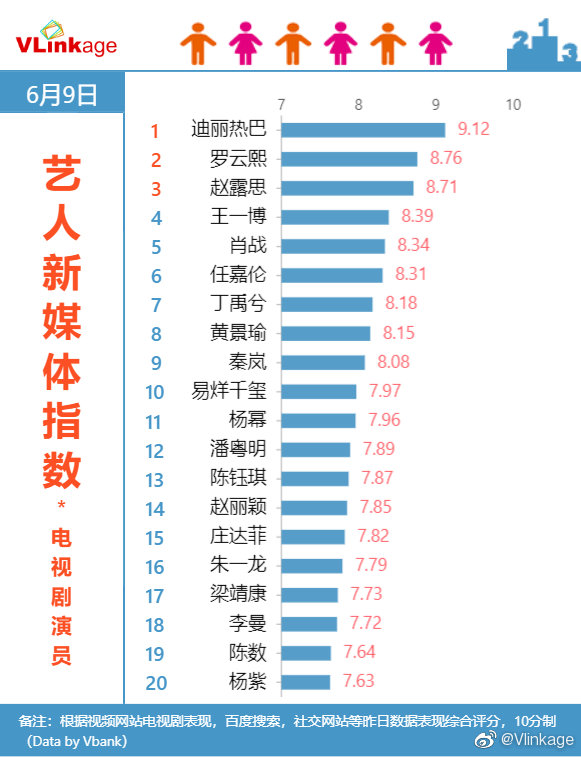 VLinkage
1
2
3
6月9日
艺人新媒体指数
*
电视剧演员
7 8 9 10
1 迪丽热巴 9.12
2 罗云熙 8.76
3 赵露思 8.71
4 王一博 8.39
5 肖战 8.34
6 任嘉伦 8.31
7 丁禹兮 8.18
8 黄景瑜 8.15
9 秦岚 8.08
10 易烊千玺 7.97
11 杨幂 7.96
12 潘粤明 7.89
13 陈钰琪 7.87
14 赵丽颖 7.85
15 庄达菲 7.82
16 朱一龙 7.79
17 梁靖康 7.73
18 李曼 7.72
19 陈数 7.64
20 杨紫 7.63
备注：根据视频网站电视剧表现，百度搜索，社交网站等昨日数据表现综合评分，10分制
（Data by Vbank）
@Vlinkage